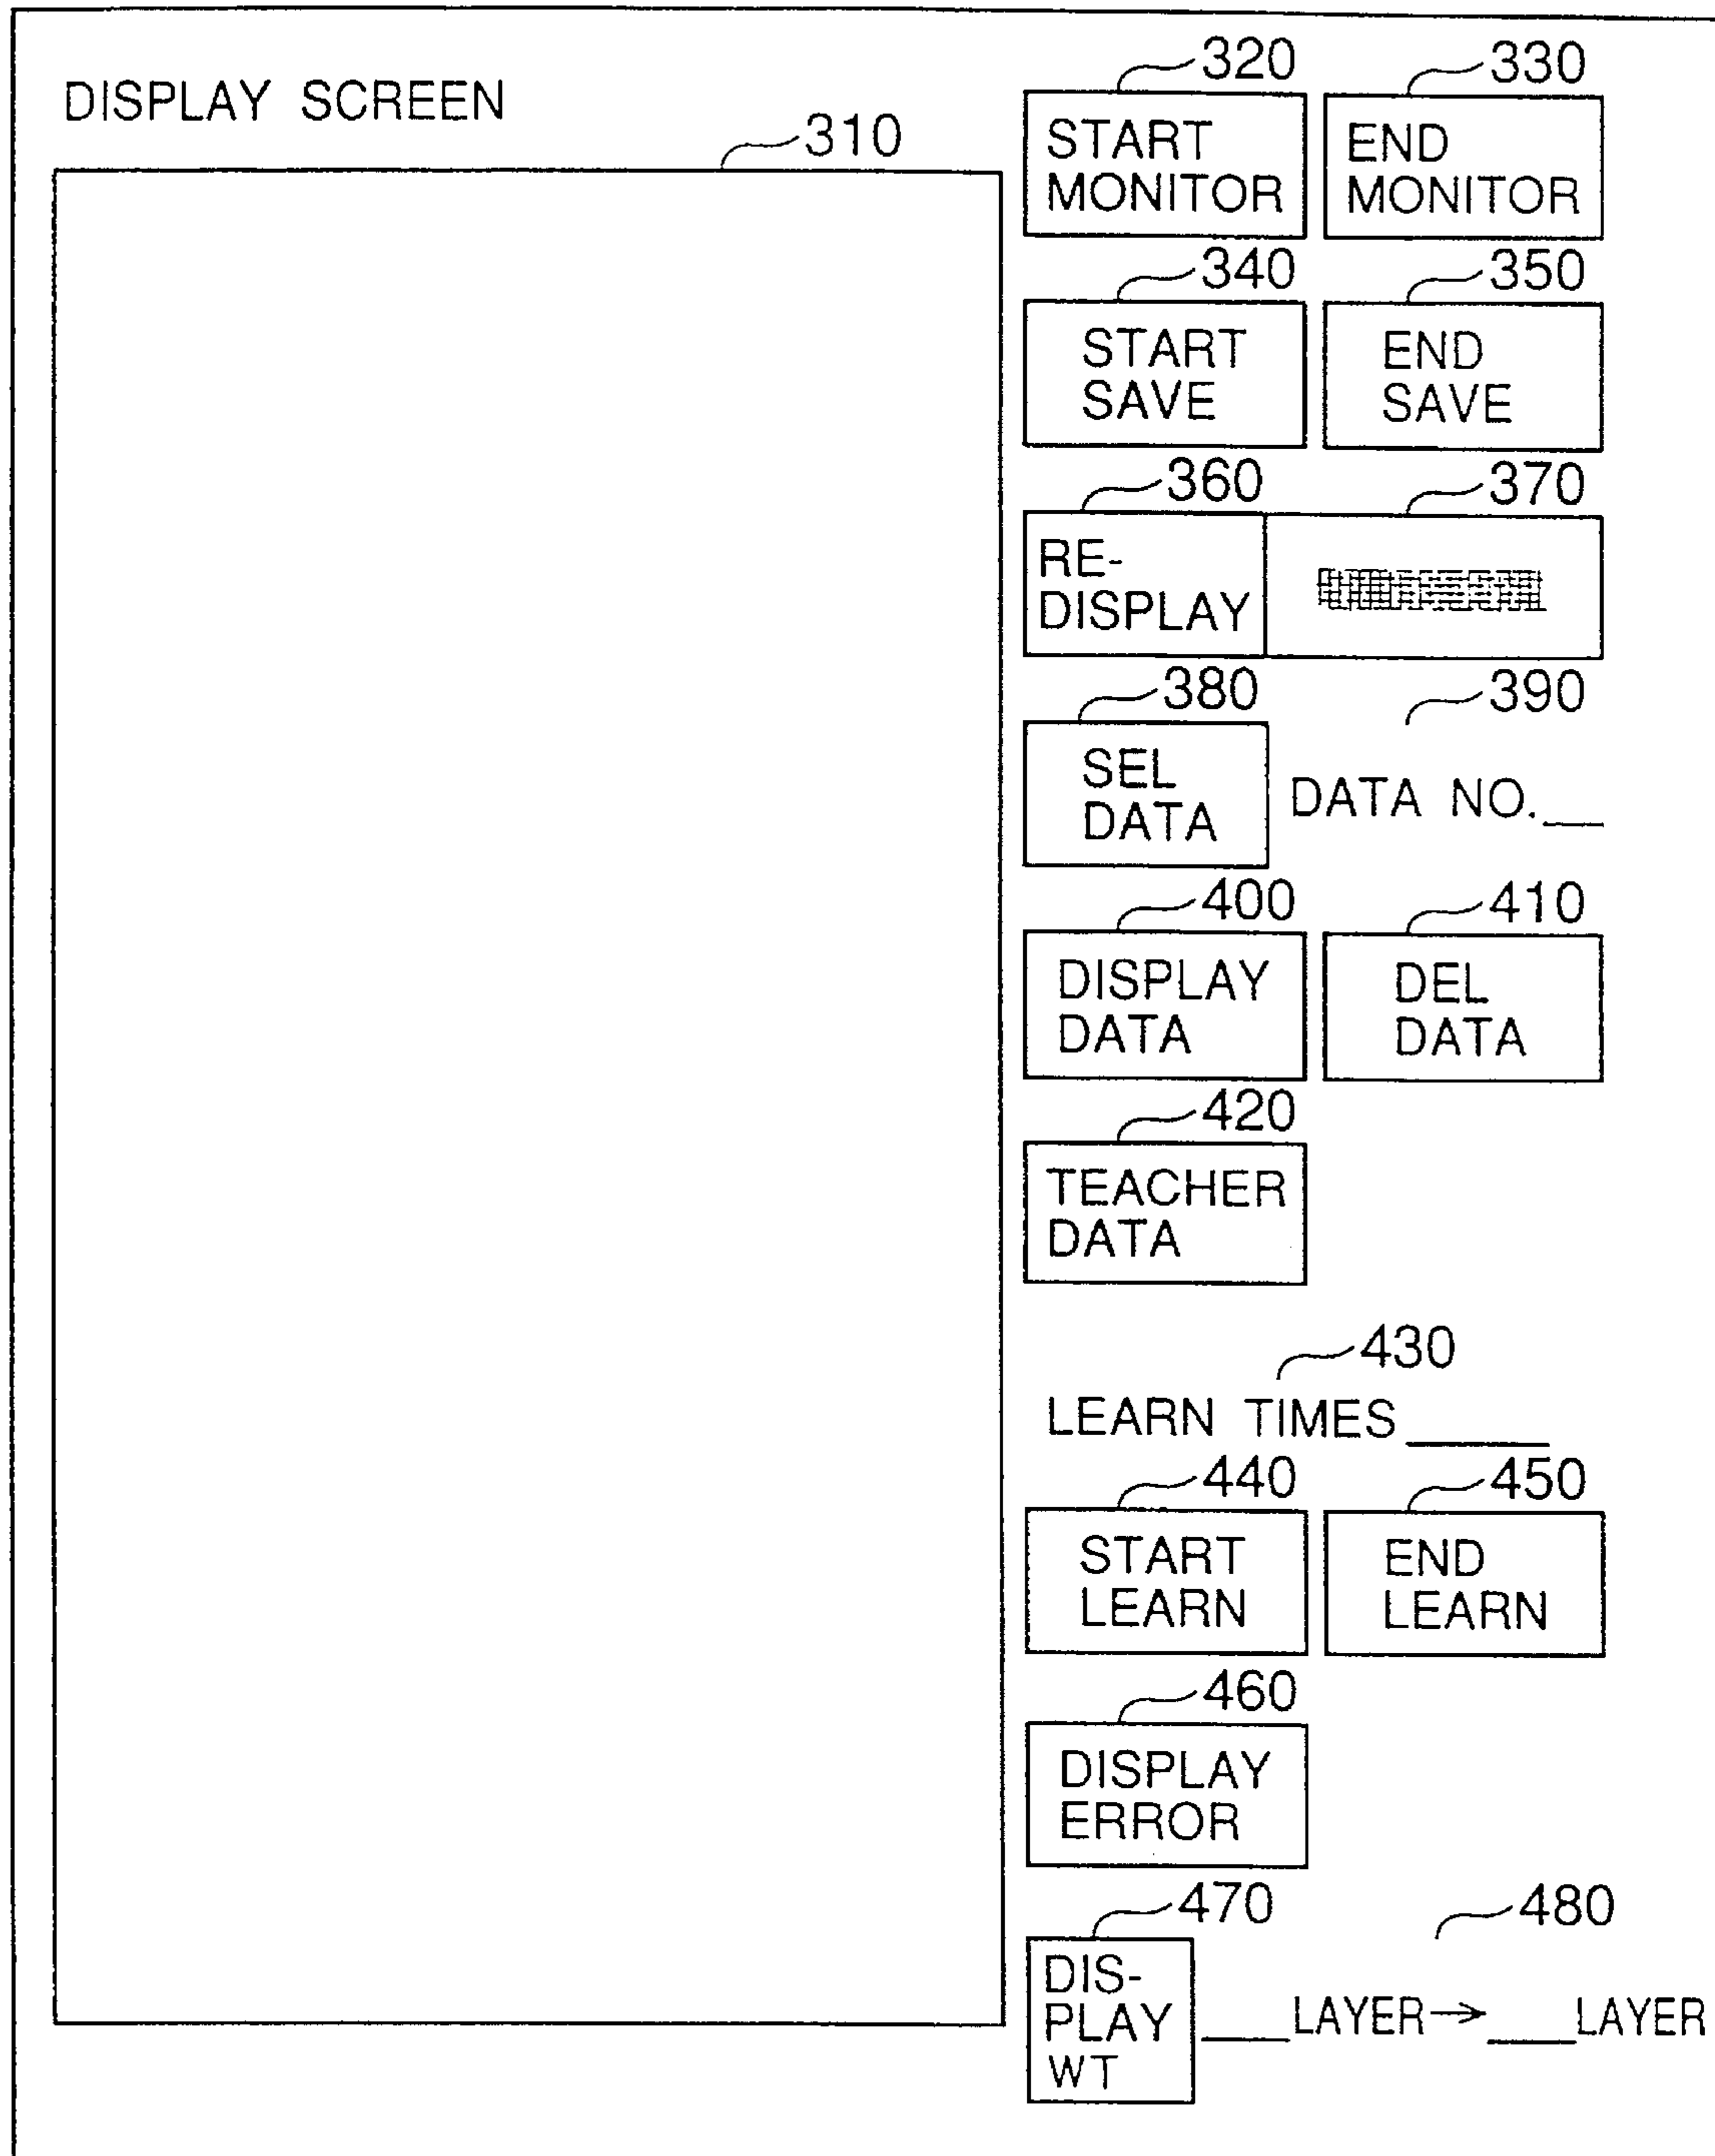 DISPLAY SCREEN
310
320
START
MONITOR
330
END
MONITOR
340
START
SAVE
350
END
SAVE
360
RE-
DISPLAY
370
380
SEL
DATA
390
DATA NO.
400
DISPLAY
DATA
410
DEL
DATA
420
TEACHER
DATA
430
LEARN TIMES
440
START
LEARN
450
END
LEARN
460
DISPLAY
ERROR
470
DIS-
PLAY
WT
480
LAYER→ LAYER